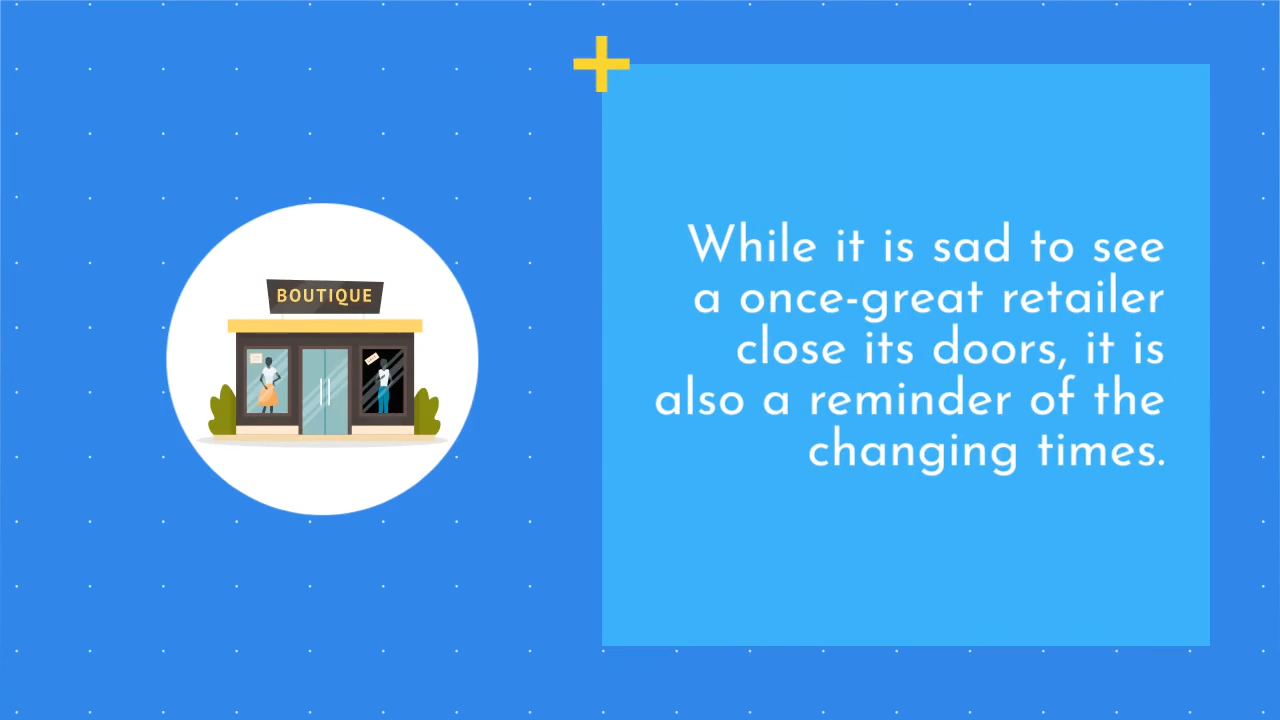 BOUTIQUE
While it is sad to see
a once-great retailer
close its doors, it is
also a reminder of the
changing times.